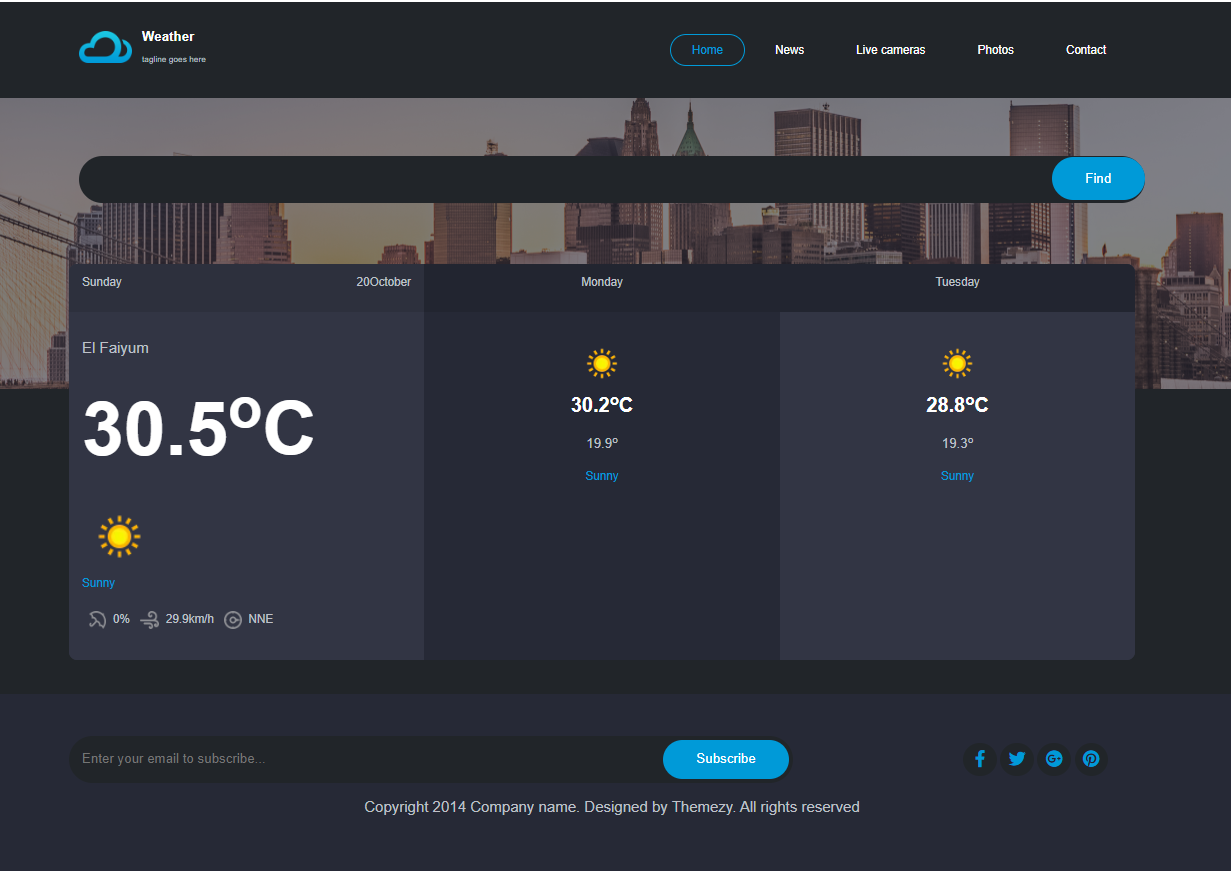 Weather
tagline goes here
Home News Live cameras Photos Contact
Find
Sunday 20October Monday Tuesday
El Faiyum
30.5°C
30.2°C 28.8°C
19.9° 19.3°
Sunny Sunny
Sunny
0% 29.9km/h NNE
Enter your email to subscribe... Subscribe
Copyright 2014 Company name. Designed by Themezy. All rights reserved